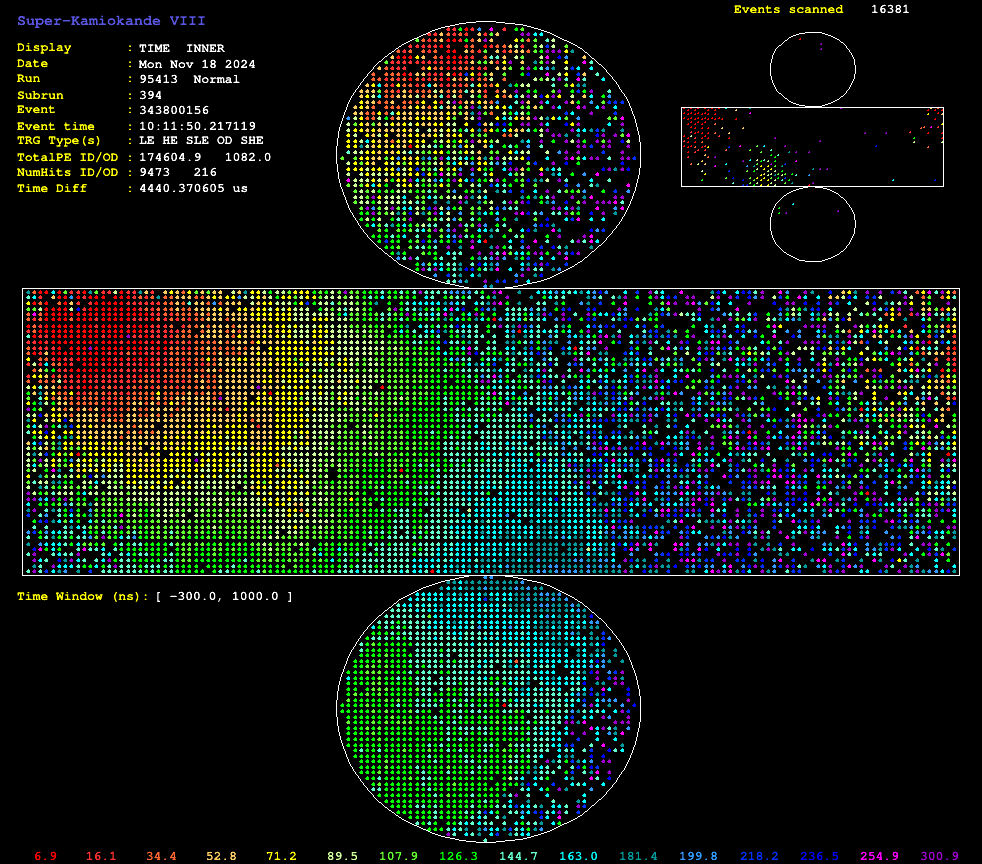 Super-Kamiokande VIII
Display : TIME INNER
Date : Mon Nov 18 2024
Run : 95413 Normal
Subrun : 394
Event : 343800156
Event time : 10:11:50.217119
TRG Type(s) : LE HE SLE OD SHE
TotalPE ID/OD : 174604.9 1082.0
NumHits ID/OD : 9473 216
Time Diff : 4440.370605 us
Events scanned 16381
Time Window (ns): [ -300.0, 1000.0 ]
6.9 16.1 34.4 52.8 71.2 89.5 107.9 126.3 144.7 163.0 181.4 199.8 218.2 236.5 254.9 300.9